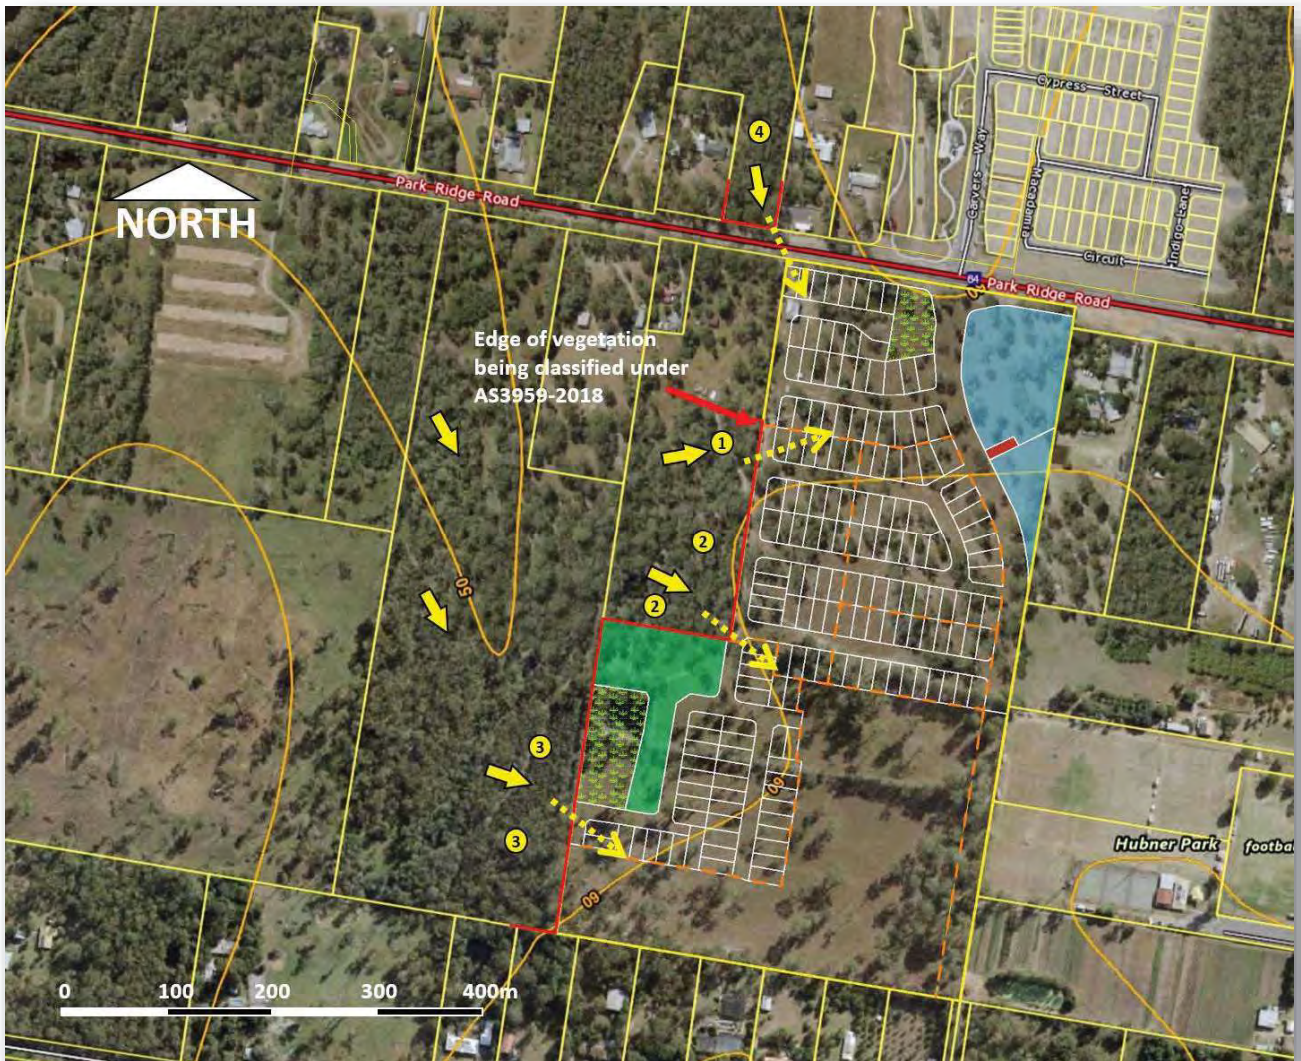 4
Cypress Street
Carvers Way
Macadamia
Indigo Lane
Circuit
Park Ridge Road
NORTH
64
Park Ridge Road
Edge of vegetation
being classified under
AS3959-2018
1
2
50
2
3
60
3
60
Hubner Park
footba
0 100 200 300 400m